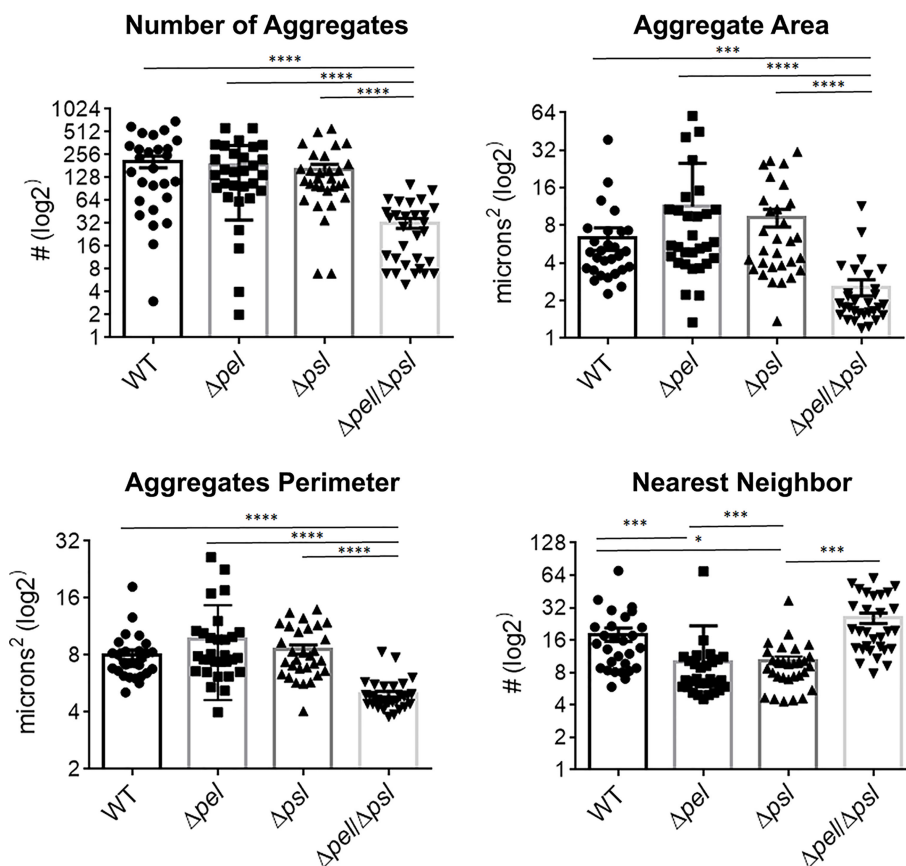 Number of Aggregates
****
****
****
# (log2)
1024
512
256
128
64
32
16
8
4
2
1
WT
Δpel
Δpsl
Δpel/Δpsl
Aggregate Area
***
****
****
microns² (log2)
64
32
16
8
4
2
1
WT
Δpel
Δpsl
Δpel/Δpsl
Aggregates Perimeter
****
****
****
microns² (log2)
32
16
8
4
2
WT
Δpel
Δpsl
Δpel/Δpsl
Nearest Neighbor
***
***
*
***
# (log2)
128
64
32
16
8
4
2
1
WT
Δpel
Δpsl
Δpel/Δpsl